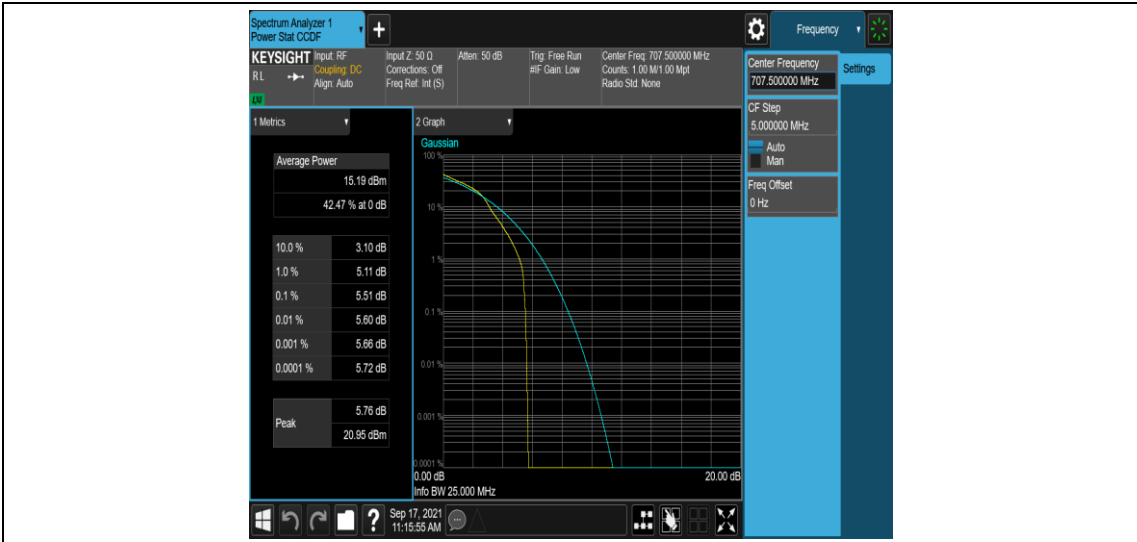 Spectrum Analyzer 1
Power Stat CCDF
+
Frequency
KEYSIGHT
RL
LXI
Input: RF
Coupling: DC
Align: Auto
Input Z: 50 Ω
Corrections: Off
Freq Ref: Int (S)
Atten: 50 dB
Trig: Free Run
#IF Gain: Low
Center Freq: 707.500000 MHz
Counts: 1.00 M/1.00 Mpt
Radio Std: None
Center Frequency
707.500000 MHz
Settings
CF Step
5.000000 MHz
Auto
Man
Freq Offset
0 Hz
1 Metrics
Average Power
15.19 dBm
42.47 % at 0 dB
10.0 % 3.10 dB
1.0 % 5.11 dB
0.1 % 5.51 dB
0.01 % 5.60 dB
0.001 % 5.66 dB
0.0001 % 5.72 dB
Peak
5.76 dB
20.95 dBm
2 Graph
Gaussian
100 %
10 %
1 %
0.1 %
0.01 %
0.001 %
0.0001 %
0.00 dB 20.00 dB
Info BW 25.000 MHz
?
Sep 17, 2021
11:15:55 AM